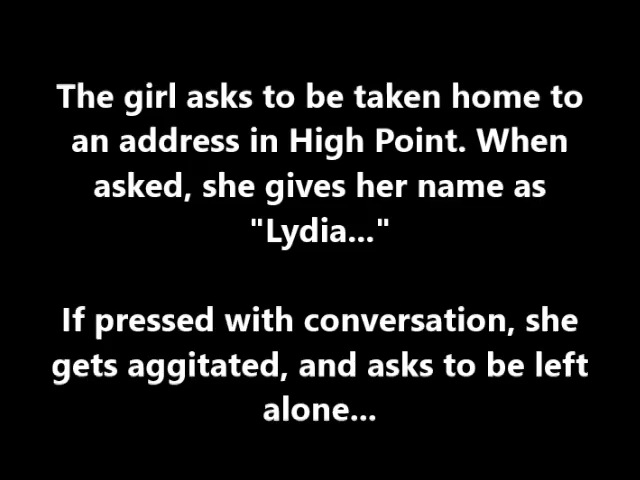 The girl asks to be taken home to
an address in High Point. When
asked, she gives her name as
"Lydia..."
If pressed with conversation, she
gets aggitated, and asks to be left
alone...